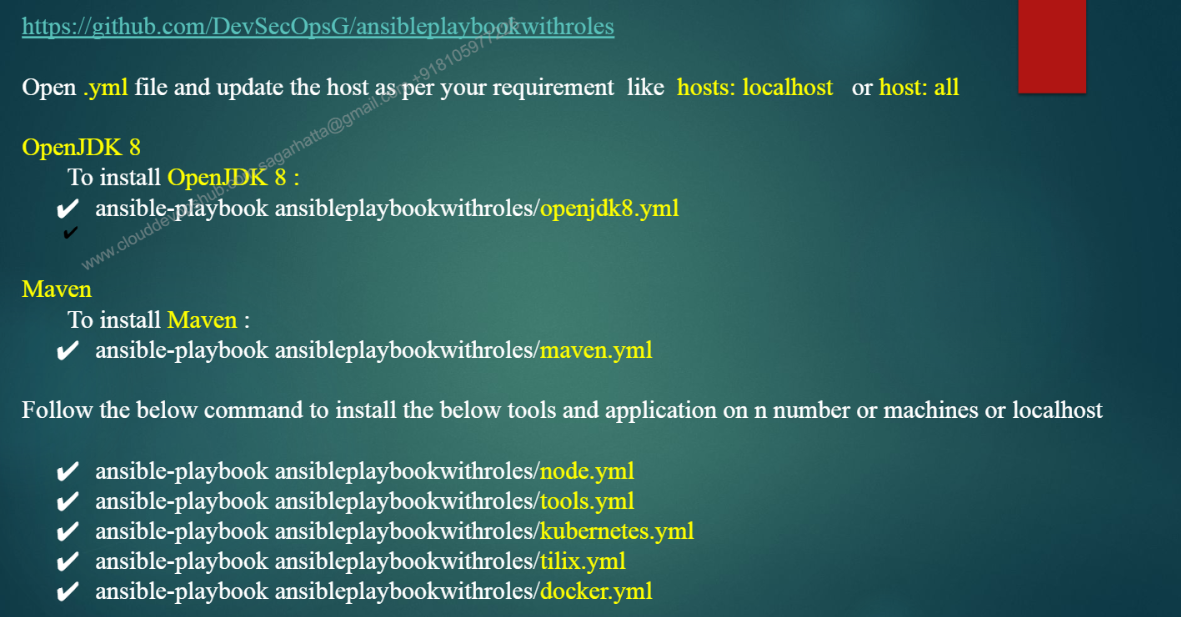 https://github.com/DevSecOpsG/ansibleplaybookwithroles
Open .yml file and update the host as per your requirement like hosts: localhost or host: all
OpenJDK 8
To install OpenJDK 8 :
✔ ansible-playbook ansibleplaybookwithroles/openjdk8.yml
✔
Maven
To install Maven :
✔ ansible-playbook ansibleplaybookwithroles/maven.yml
Follow the below command to install the below tools and application on n number or machines or localhost
✔ ansible-playbook ansibleplaybookwithroles/node.yml
✔ ansible-playbook ansibleplaybookwithroles/tools.yml
✔ ansible-playbook ansibleplaybookwithroles/kubernetes.yml
✔ ansible-playbook ansibleplaybookwithroles/tilix.yml
✔ ansible-playbook ansibleplaybookwithroles/docker.yml